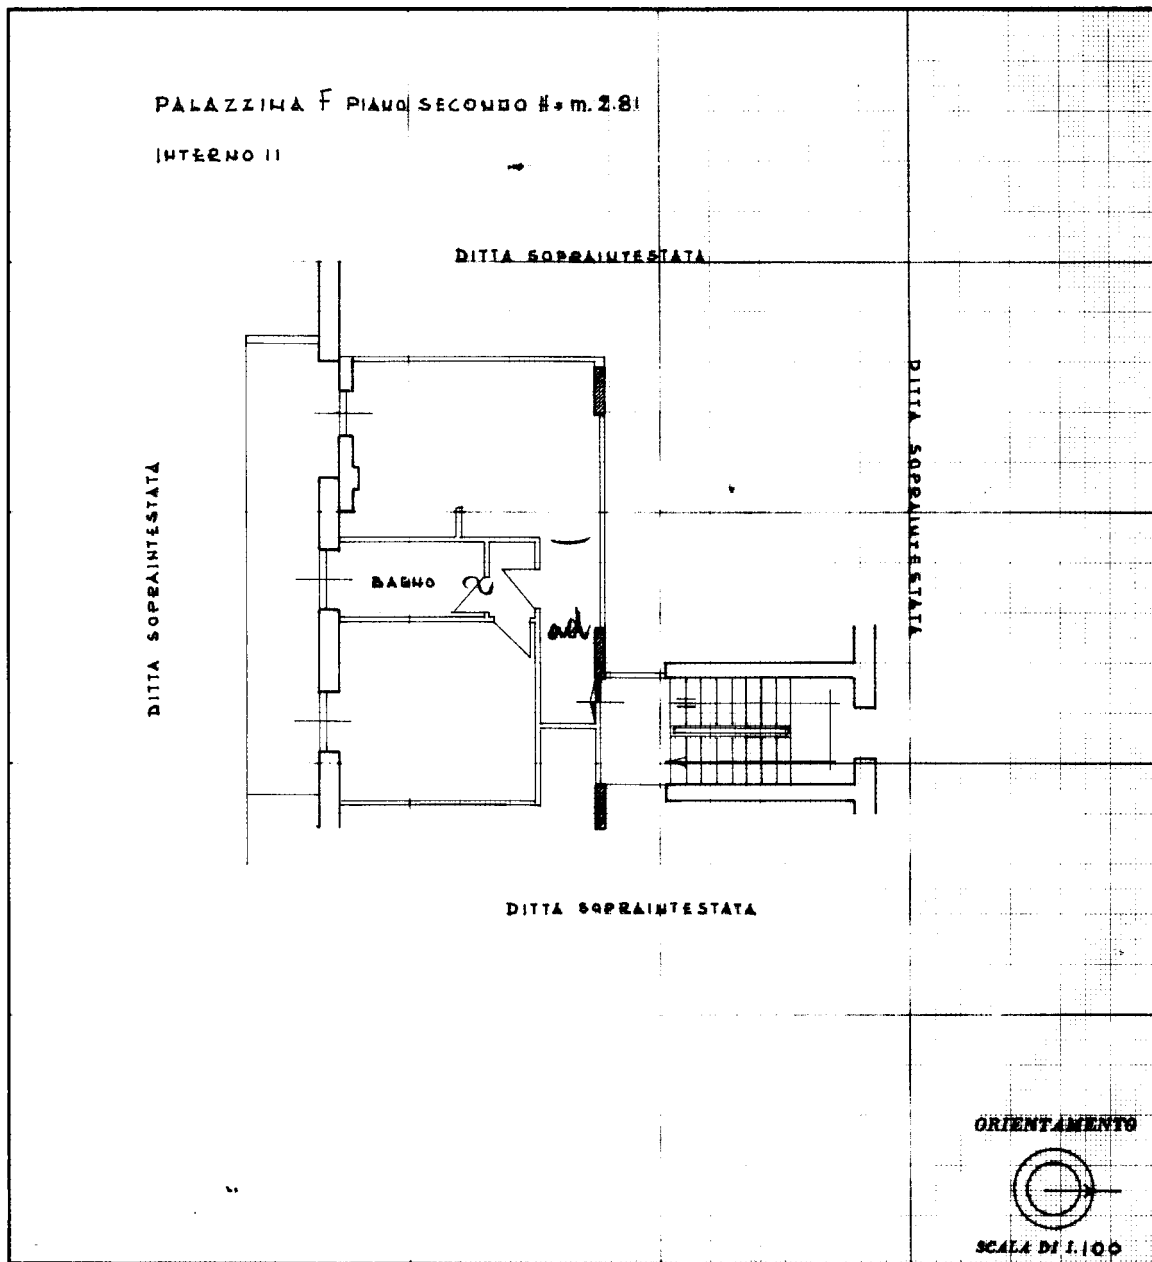 PALAZZINA F PIANO SECONDO H= m. 2.81
INTERNO 11
DITTA SOPRAINTESTATA
DITTA SOPRAINTESTATA
DITTA SOPRAINTESTATA
BAGNO
DITTA SOPRAINTESTATA
ORIENTAMENTO
SCALA DI 1:100